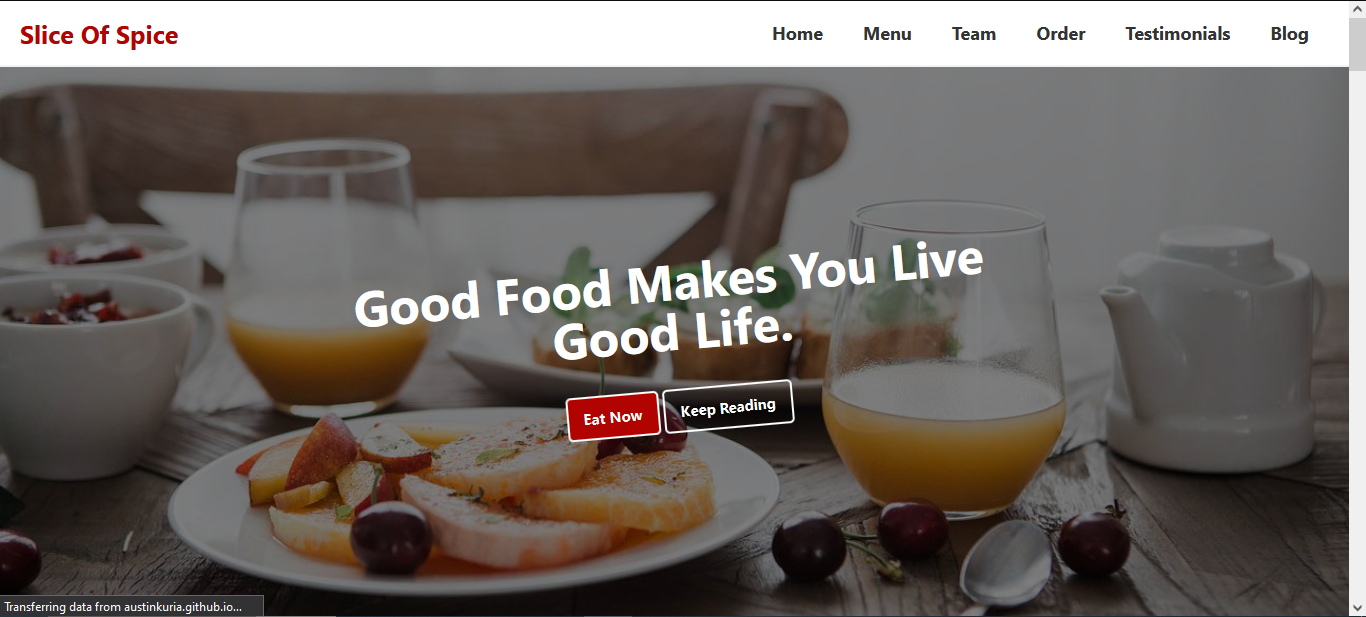 Slice Of Spice
Home Menu Team Order Testimonials Blog
Good Food Makes You Live
Good Life.
Eat Now Keep Reading
Transferring data from austinkuria.github.io...